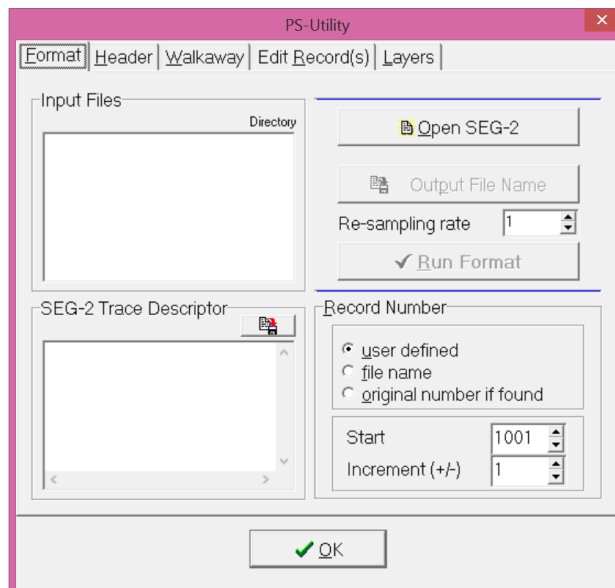 PS-Utility
Format Header Walkaway Edit Record(s) Layers
Input Files
Directory
Open SEG-2
Output File Name
Re-sampling rate 1
Run Format
SEG-2 Trace Descriptor
Record Number
user defined
file name
original number if found
Start 1001
Increment (+/-) 1
OK